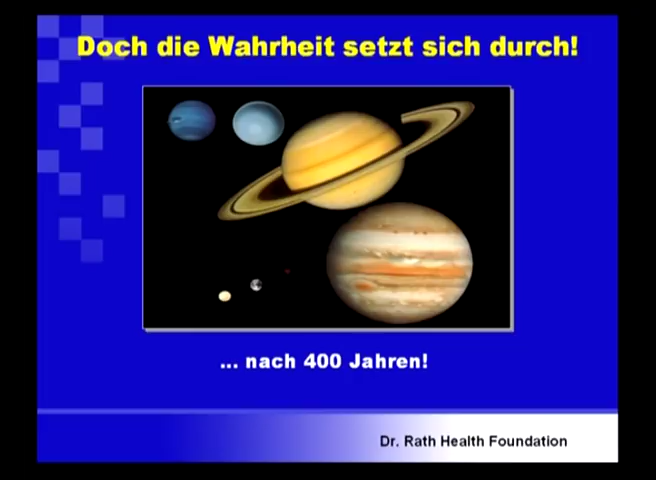 Doch die Wahrheit setzt sich durch!
... nach 400 Jahren!
Dr. Rath Health Foundation